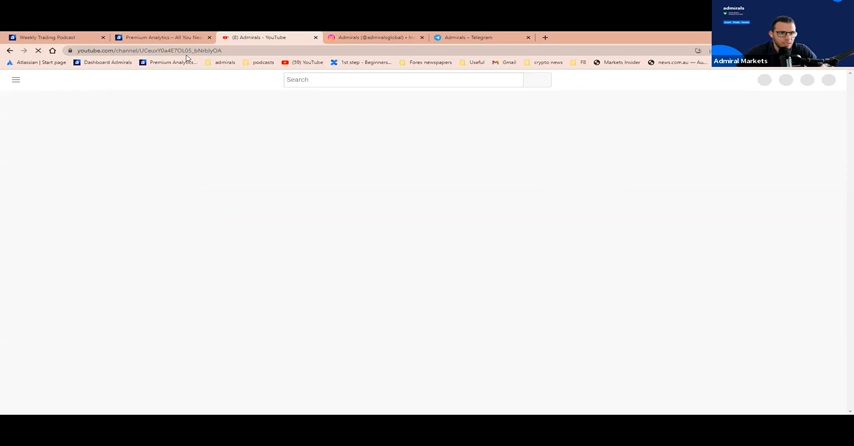 Weekly Trading Podcast
Premium Analytics – All You Ne
(8) Admirals - YouTube
Admirals (@admiralsglobal) • In
Admirals – Telegram
admirals
youtube.com/channel/
Admiral Markets
Atlassian | Start page
Dashboard Admirals
Premium Analytics...
admirals
podcasts
(59) YouTube
1st step - Beginners...
Forex newspapers
Useful
Gmail
crypto news
FB
Markets Insider
news.com.au — Au...
Search